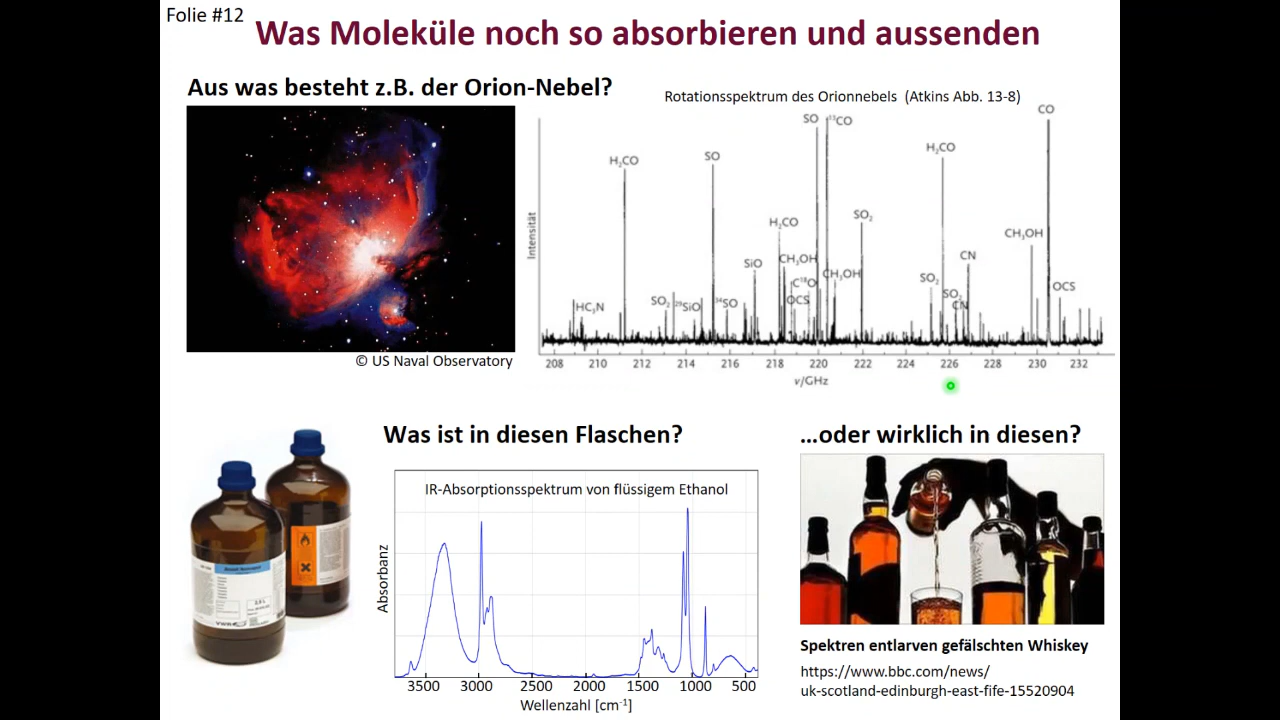 Folie #12
Was Moleküle noch so absorbieren und aussenden
Aus was besteht z.B. der Orion-Nebel?
© US Naval Observatory
Rotationsspektrum des Orionnebels (Atkins Abb. 13-8)
Intensität
HC₃N
H₂CO
SO₂
²⁹SiO
SO
³⁴SO
SiO
H₂CO
CH₃OH
C¹⁸O
OCS
SO
¹³CO
CH₃OH
SO₂
SO₂
H₂CO
SO₂
CN
CN
CH₃OH
CO
OCS
208 210 212 214 216 218 220 222 224 226 228 230 232
ν/GHz
Was ist in diesen Flaschen?
IR-Absorptionsspektrum von flüssigem Ethanol
Absorbanz
3500 3000 2500 2000 1500 1000 500
Wellenzahl [cm⁻¹]
VWR
…oder wirklich in diesen?
Spektren entlarven gefälschten Whiskey
https://www.bbc.com/news/
uk-scotland-edinburgh-east-fife-15520904